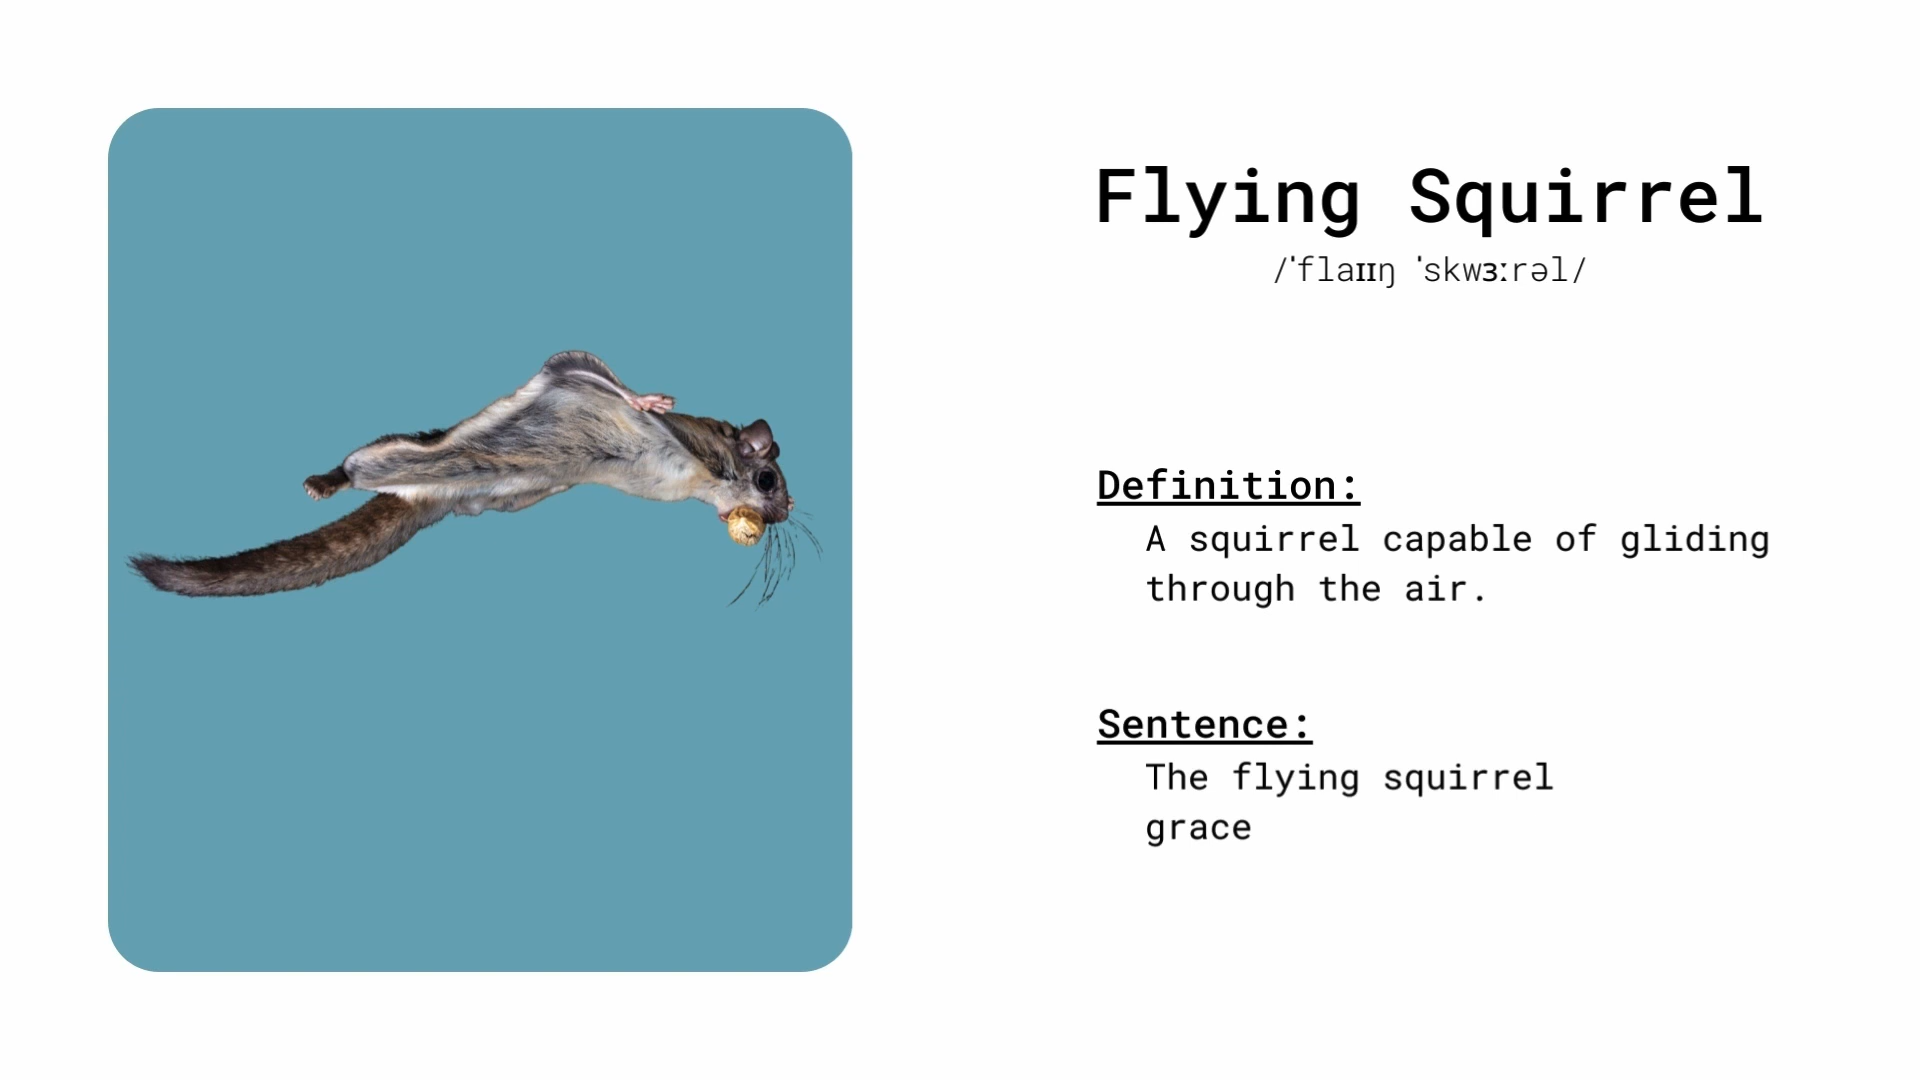 Flying Squirrel
/ˈflaɪɪŋ ˈskwɜːrəl/
Definition:
A squirrel capable of gliding
through the air.
Sentence:
The flying squirrel
grace